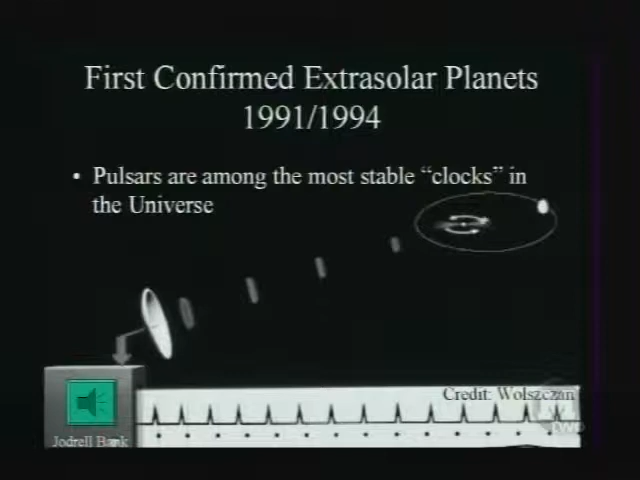 First Confirmed Extrasolar Planets
1991/1994
• Pulsars are among the most stable “clocks” in
the Universe
Credit: Wolszczan
Jodrell Bank